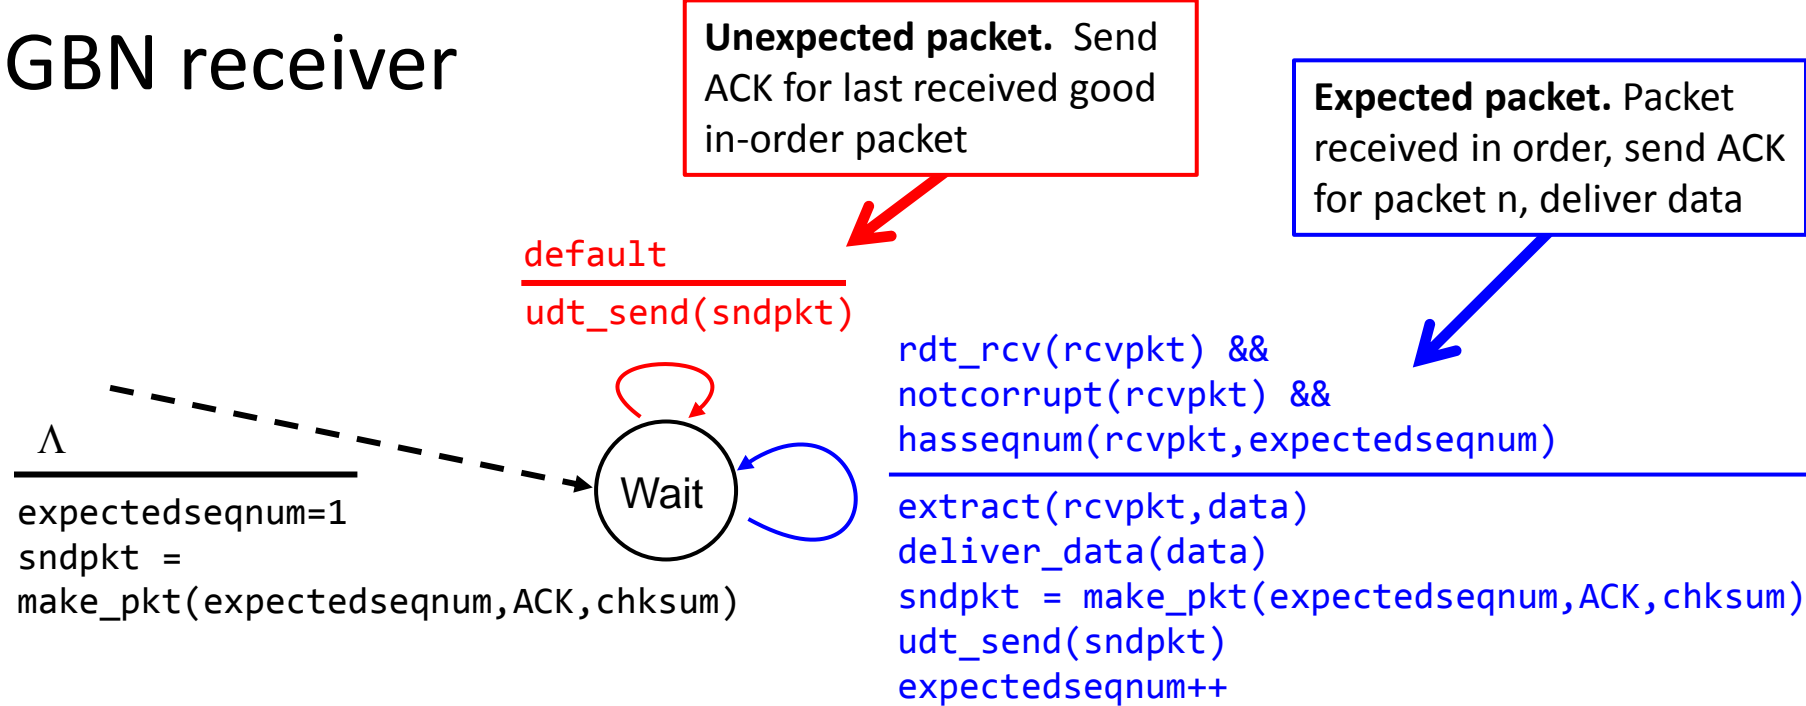 GBN receiver
Unexpected packet. Send
ACK for last received good
in-order packet
Expected packet. Packet
received in order, send ACK
for packet n, deliver data
default
udt_send(sndpkt)
rdt_rcv(rcvpkt) &&
notcorrupt(rcvpkt) &&
hasseqnum(rcvpkt,expectedseqnum)
Λ
Wait
expectedseqnum=1
sndpkt =
make_pkt(expectedseqnum,ACK,chksum)
extract(rcvpkt,data)
deliver_data(data)
sndpkt = make_pkt(expectedseqnum,ACK,chksum)
udt_send(sndpkt)
expectedseqnum++